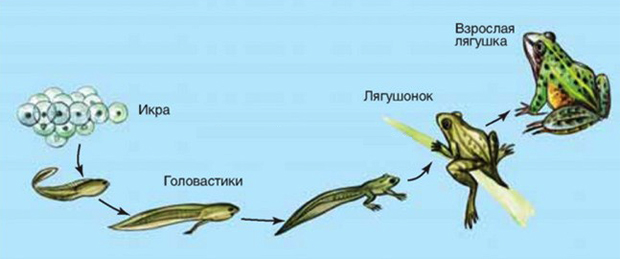 Взрослая
лягушка
Лягушонок
Икра
Головастики